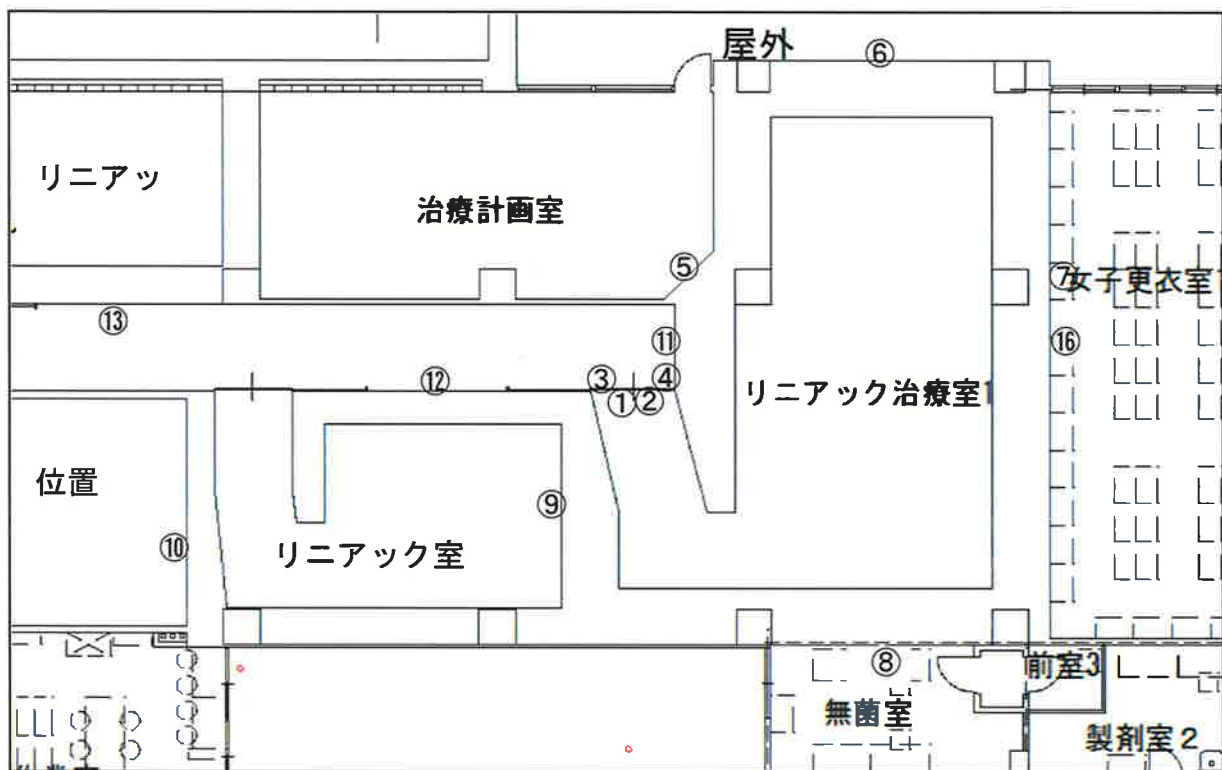 屋外
⑥
リニアッ
治療計画室
⑤
⑦
女子更衣室
⑬
⑪
⑯
⑫
③
④
①
②
リニアック治療室1
位置
⑨
⑩
リニアック室
⑧
前室3
無菌室
製剤室2